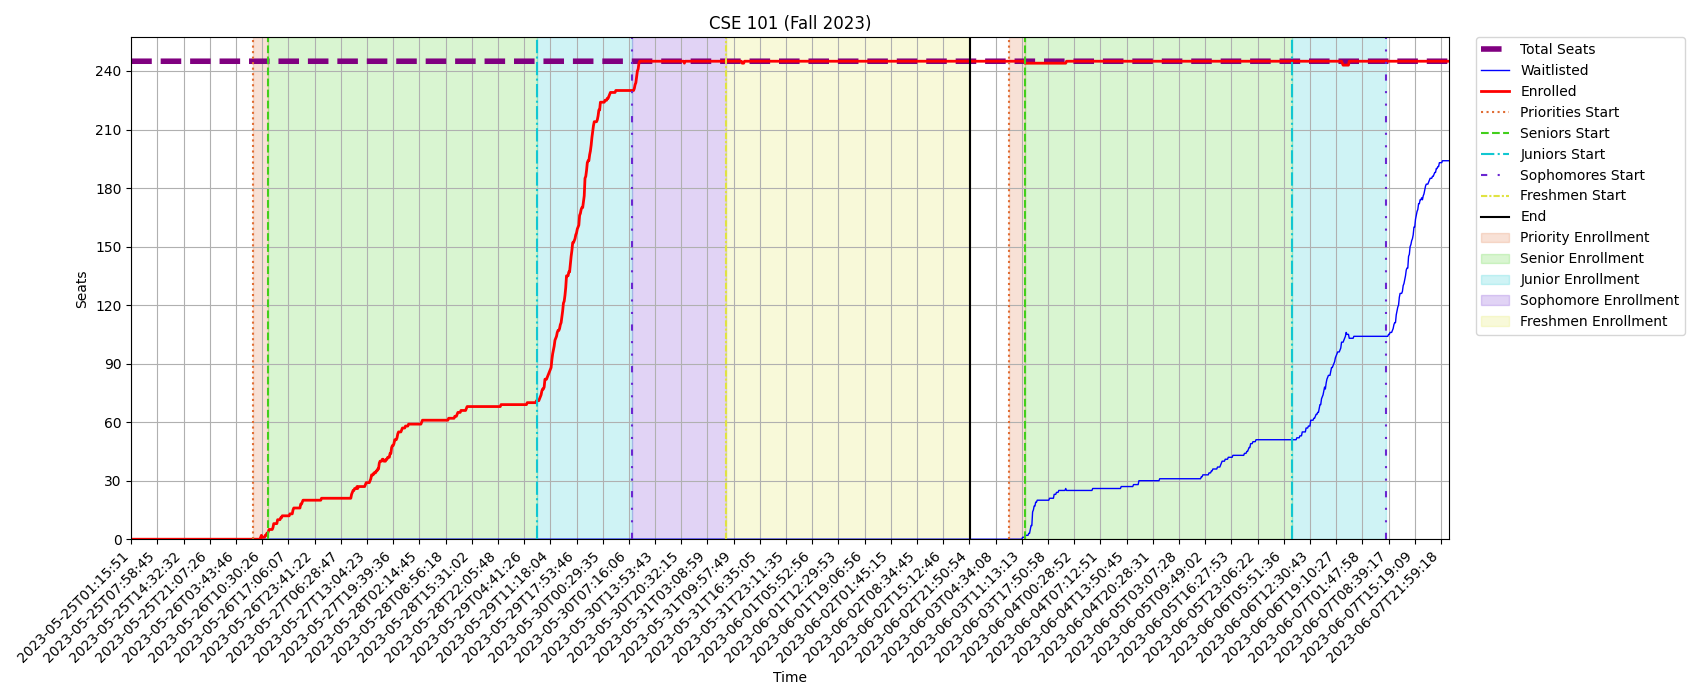 CSE 101 (Fall 2023)
Seats
240
210
180
150
120
90
60
30
0
2023-05-25T01:15:51
2023-05-25T07:58:45
2023-05-25T14:32:32
2023-05-25T21:07:26
2023-05-26T03:43:46
2023-05-26T10:30:26
2023-05-26T17:06:07
2023-05-26T23:41:22
2023-05-27T06:28:47
2023-05-27T13:04:23
2023-05-27T19:39:36
2023-05-28T02:14:45
2023-05-28T08:56:18
2023-05-28T15:31:02
2023-05-28T22:05:48
2023-05-29T04:41:26
2023-05-29T11:18:04
2023-05-29T17:53:46
2023-05-30T00:29:35
2023-05-30T07:16:06
2023-05-30T13:53:43
2023-05-30T20:32:15
2023-05-31T03:08:59
2023-05-31T09:57:49
2023-05-31T16:35:05
2023-05-31T23:11:35
2023-06-01T05:52:56
2023-06-01T12:29:53
2023-06-01T19:06:56
2023-06-02T01:45:15
2023-06-02T08:34:45
2023-06-02T15:12:46
2023-06-02T21:50:54
2023-06-03T04:34:08
2023-06-03T11:13:13
2023-06-03T17:50:58
2023-06-04T00:28:52
2023-06-04T07:12:51
2023-06-04T13:50:45
2023-06-04T20:28:31
2023-06-05T03:07:28
2023-06-05T09:49:02
2023-06-05T16:27:53
2023-06-05T23:06:22
2023-06-06T05:51:36
2023-06-06T12:30:43
2023-06-06T19:10:27
2023-06-07T01:47:58
2023-06-07T08:39:17
2023-06-07T15:19:09
2023-06-07T21:59:18
Time
Total Seats
Waitlisted
Enrolled
Priorities Start
Seniors Start
Juniors Start
Sophomores Start
Freshmen Start
End
Priority Enrollment
Senior Enrollment
Junior Enrollment
Sophomore Enrollment
Freshmen Enrollment